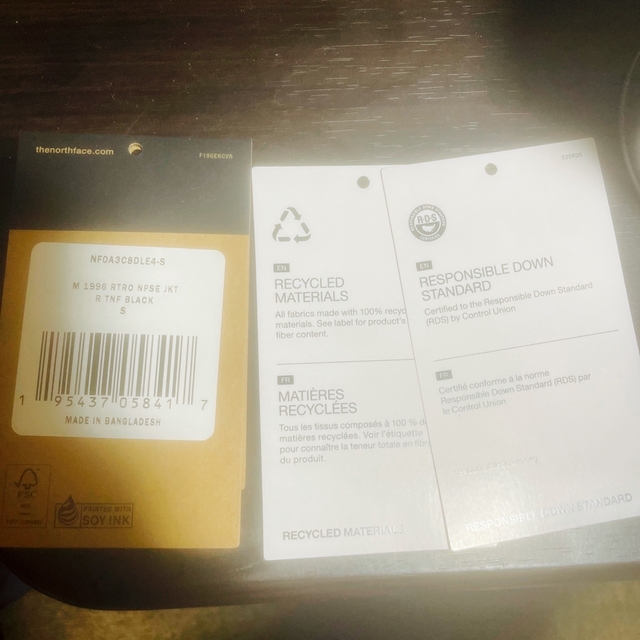 thenorthface.com
NF0A3C8DLE4-S
M 1996 RTRO NPSE JKT
R TNF BLACK
S
1 95437 05841 7
MADE IN BANGLADESH
FSC
PRINTED WITH
SOY INK
EN
RECYCLED
MATERIALS
All fabrics made with 100% recyc
materials. See label for product's
fiber content.
FR
MATIÈRES
RECYCLÉES
Tous les tissus composés à 100 % d
matières recyclées. Voir l'étiquette
pour connaître la teneur totale en fib
du produit.
RECYCLED MATERIALS
RDS
EN
RESPONSIBLE DOWN
STANDARD
Certified to the Responsible Down Standard
(RDS) by Control Union
FR
Certifié conforme à la norme
Responsible Down Standard (RDS) par
le Control Union.
RESPONSIBLE DOWN STANDARD